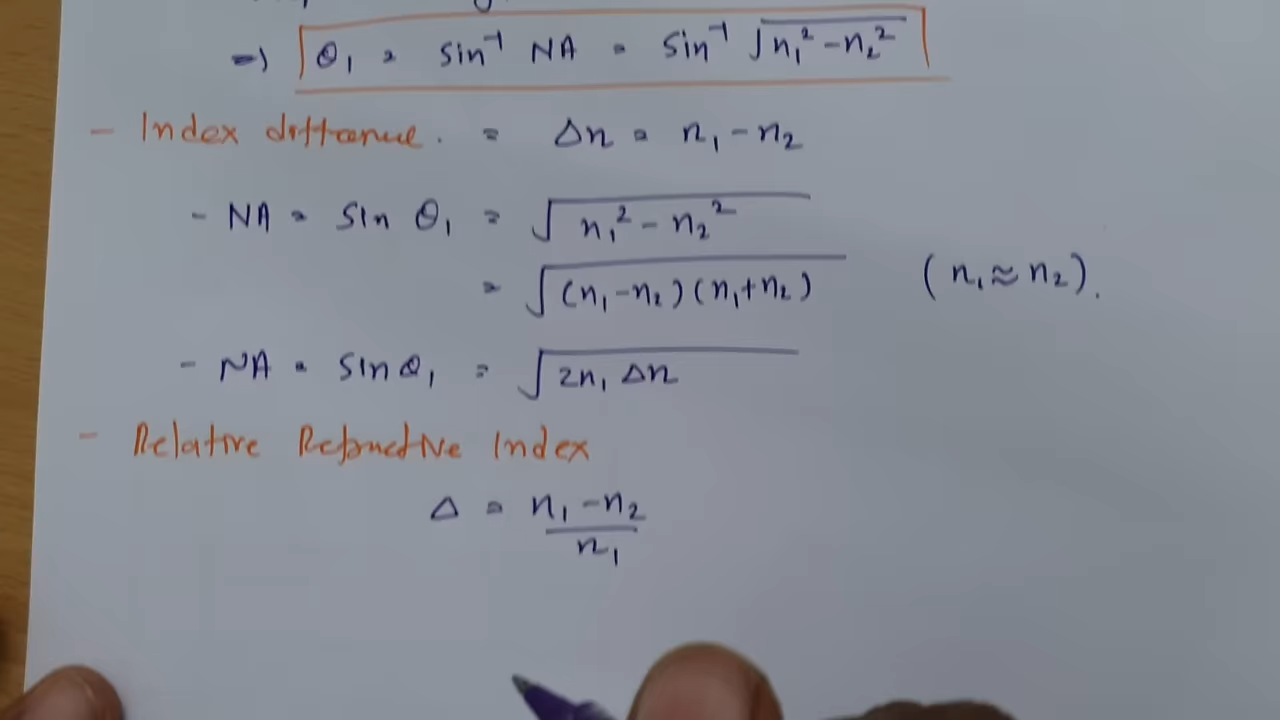 => θ₁ = Sin⁻¹ NA = Sin⁻¹ √(n₁² - n₂²)
- Index difference. = Δn = n₁ - n₂
- NA = Sin θ₁ = √(n₁² - n₂²)
= √((n₁-n₂)(n₁+n₂)) (n₁ ≈ n₂).
- NA = Sin θ₁ = √(2n₁ Δn)
- Relative Refractive Index
Δ = (n₁ - n₂)/n₁